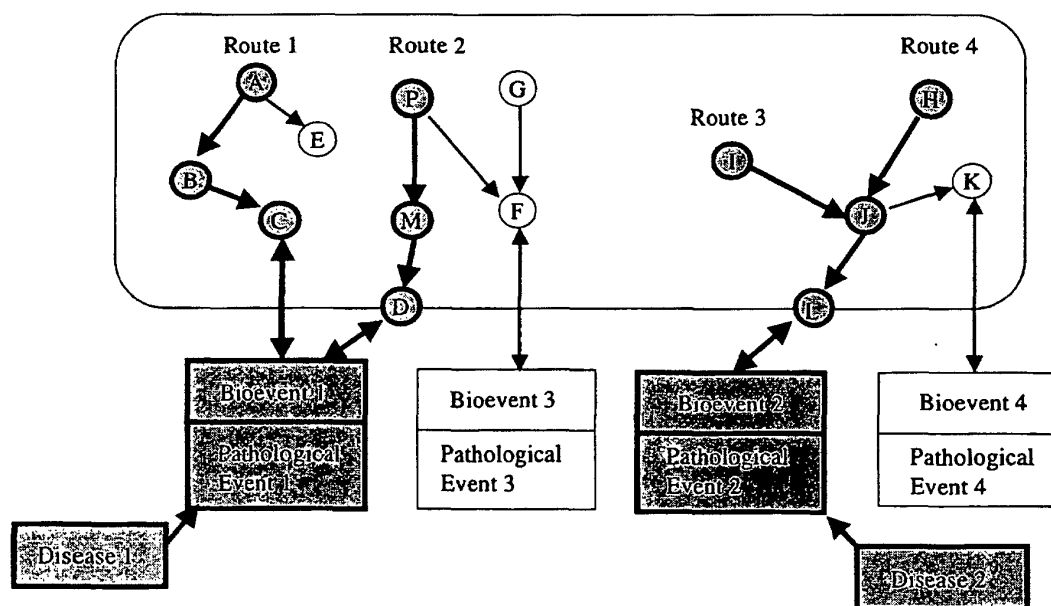 Route 1
Route 2
Route 4
A
P
G
H
E
Route 3
I
B
K
C
M
F
J
D
L
Bioevent 1
Bioevent 3
Bioevent 2
Bioevent 4
Pathological
Event 1
Pathological
Event 3
Pathological
Event 2
Pathological
Event 4
Disease 1
Disease 2